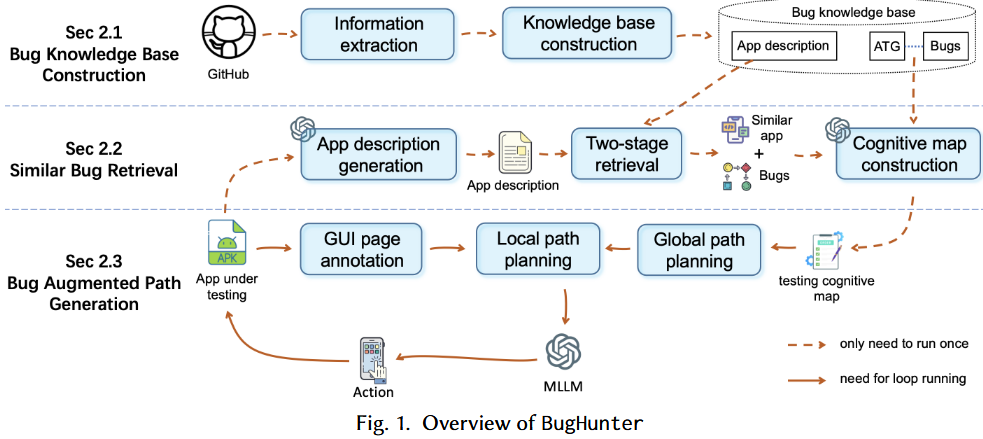 Sec 2.1
Bug Knowledge Base
Construction
GitHub
Information
extraction
Knowledge base
construction
Bug knowledge base
App description
ATG
Bugs
Sec 2.2
Similar Bug Retrieval
App description
generation
App description
Two-stage
retrieval
Similar
app
+
Bugs
Cognitive map
construction
Sec 2.3
Bug Augmented Path
Generation
APK
App under
testing
GUI page
annotation
Local path
planning
Global path
planning
testing cognitive
map
Action
MLLM
only need to run once
need for loop running
Fig. 1. Overview of BugHunter